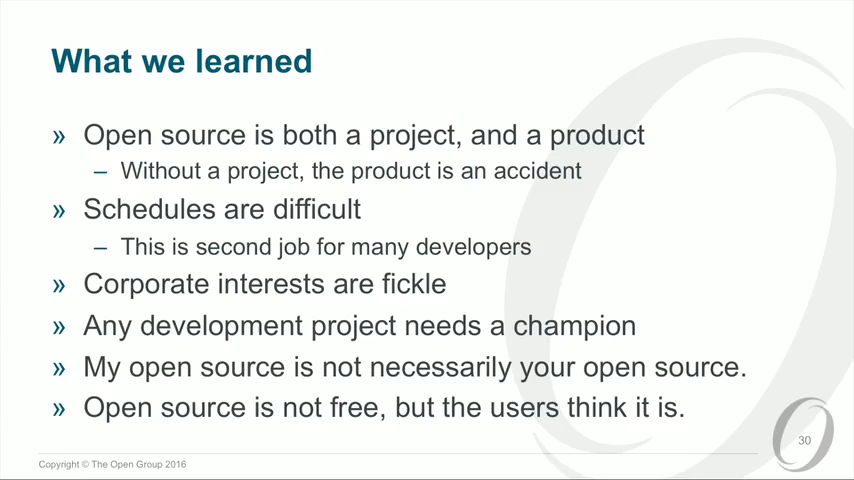 What we learned
» Open source is both a project, and a product
– Without a project, the product is an accident
» Schedules are difficult
– This is second job for many developers
» Corporate interests are fickle
» Any development project needs a champion
» My open source is not necessarily your open source.
» Open source is not free, but the users think it is.
30
Copyright © The Open Group 2016